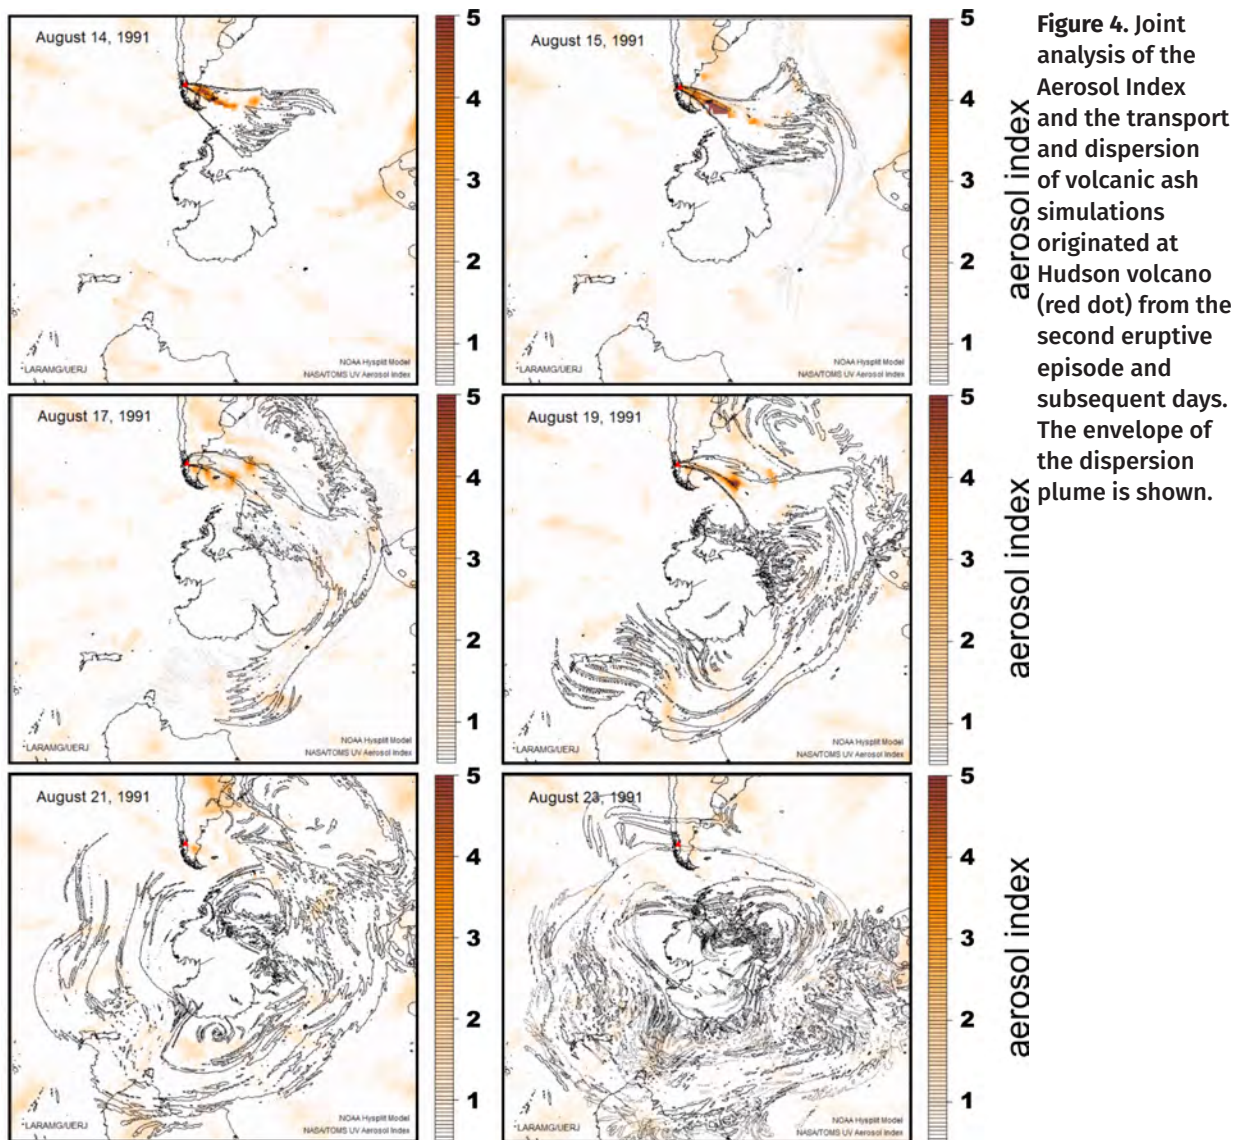 August 14, 1991
5
4
3
2
1
*LARAMG/UERJ
NOAA Hysplit Model
NASA/TOMS UV Aerosol Index
August 15, 1991
5
4
3
2
1
aerosol index
*LARAMG/UERJ
NOAA Hysplit Model
NASA/TOMS UV Aerosol Index
August 17, 1991
5
4
3
2
1
*LARAMG/UERJ
NOAA Hysplit Model
NASA/TOMS UV Aerosol Index
August 19, 1991
5
4
3
2
1
aerosol index
*LARAMG/UERJ
NOAA Hysplit Model
NASA/TOMS UV Aerosol Index
August 21, 1991
5
4
3
2
1
*LARAMG/UERJ
NOAA Hysplit Model
NASA/TOMS UV Aerosol Index
August 23, 1991
5
4
3
2
1
aerosol index
*LARAMG/UERJ
NOAA Hysplit Model
NASA/TOMS UV Aerosol Index
Figure 4. Joint
analysis of the
Aerosol Index
and the transport
and dispersion
of volcanic ash
simulations
originated at
Hudson volcano
(red dot) from the
second eruptive
episode and
subsequent days.
The envelope of
the dispersion
plume is shown.